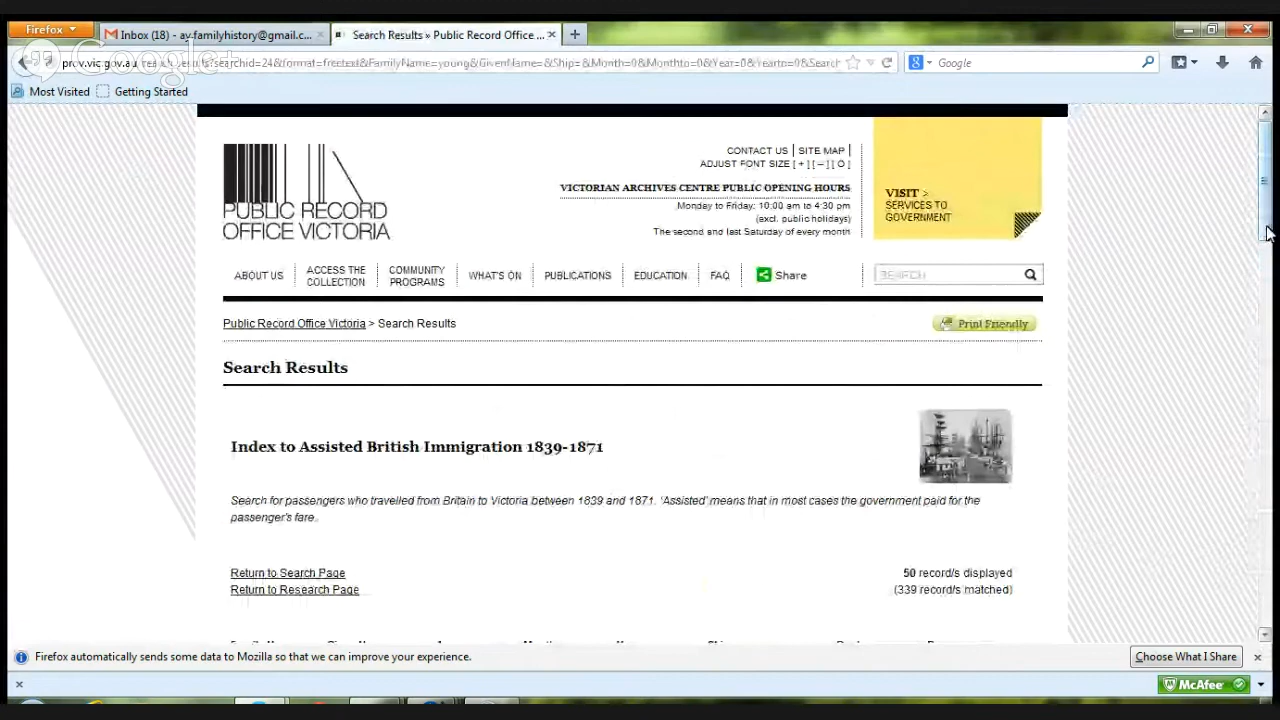 Firefox
Inbox (18) - ay.familyhistory@gmail.c...
Search Results » Public Record Office ...
Google+
Google
Most Visited
Getting Started
CONTACT US | SITE MAP |
ADJUST FONT SIZE [ + ] [ – ] [ O ]
VICTORIAN ARCHIVES CENTRE PUBLIC OPENING HOURS
Monday to Friday: 10:00 am to 4:30 pm
(excl. public holidays)
The second and last Saturday of every month
VISIT >
SERVICES TO
GOVERNMENT
PUBLIC RECORD
OFFICE VICTORIA
ABOUT US
ACCESS THE
COLLECTION
COMMUNITY
PROGRAMS
WHAT'S ON
PUBLICATIONS
EDUCATION
FAQ
Share
SEARCH
Public Record Office Victoria > Search Results
Print Friendly
Search Results
Index to Assisted British Immigration 1839-1871
Search for passengers who travelled from Britain to Victoria between 1839 and 1871. 'Assisted' means that in most cases the government paid for the
passenger's fare.
Return to Search Page
50 record/s displayed
Return to Research Page
(339 record/s matched)
Firefox automatically sends some data to Mozilla so that we can improve your experience.
Choose What I Share
McAfee